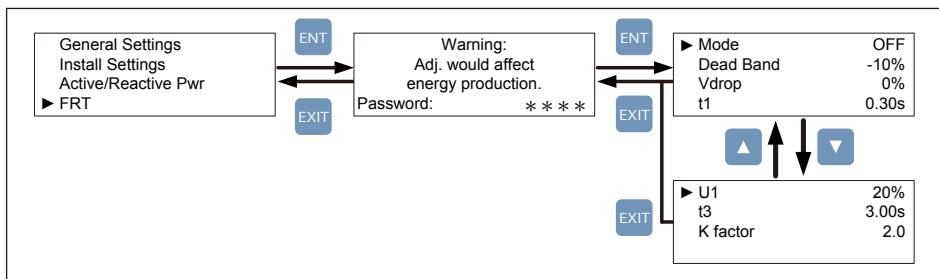 General Settings
Install Settings
Active/Reactive Pwr
► FRT
ENT
EXIT
Warning:
Adj. would affect
energy production.
Password: ＊＊＊＊
ENT
EXIT
► Mode OFF
Dead Band -10%
Vdrop 0%
t1 0.30s
▲ ▼
EXIT
► U1 20%
t3 3.00s
K factor 2.0